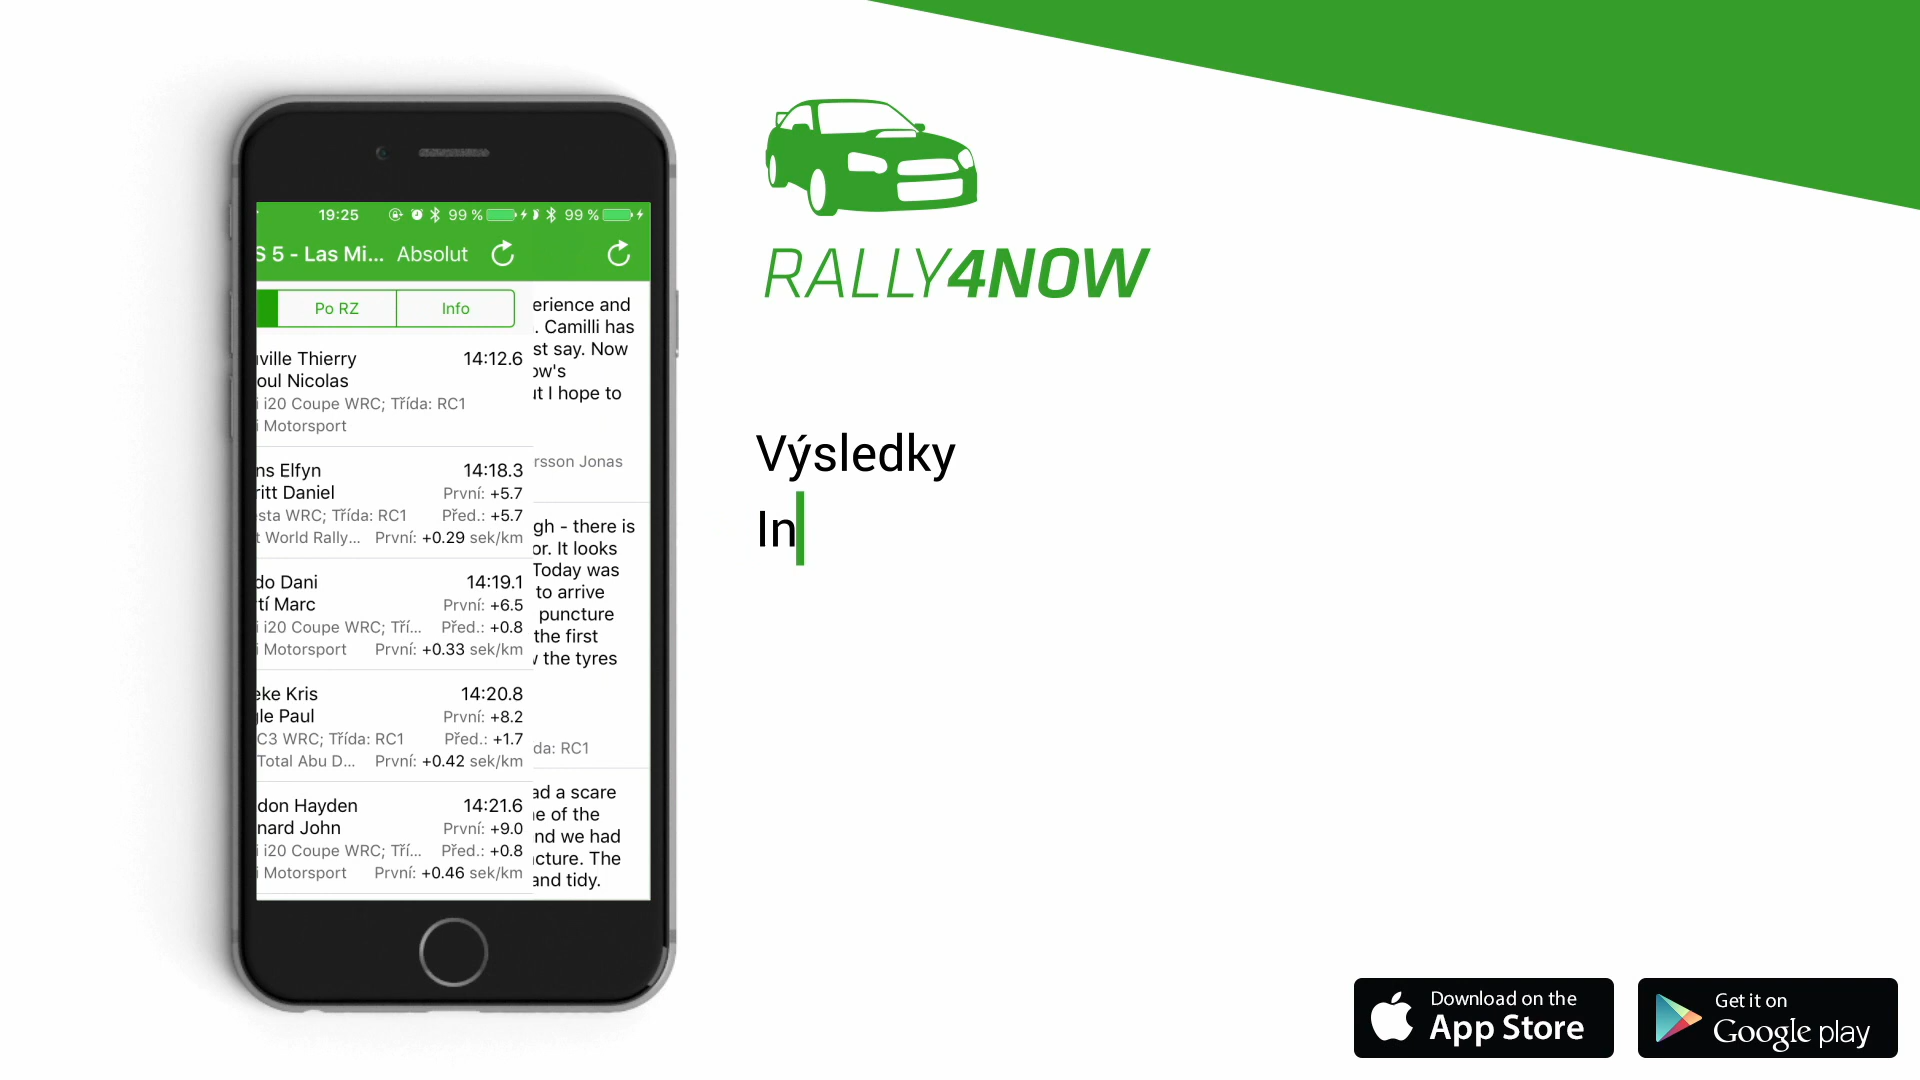 19:25 99 % 99 %
S 5 - Las Mi... Absolut
Po RZ Info
ville Thierry 14:12.6
oul Nicolas
i i20 Coupe WRC; Třída: RC1
i Motorsport
ns Elfyn 14:18.3
ritt Daniel První: +5.7
esta WRC; Třída: RC1 Před.: +5.7
t World Rally... První: +0.29 sek/km
do Dani 14:19.1
tí Marc První: +6.5
i i20 Coupe WRC; Tří... Před.: +0.8
i Motorsport První: +0.33 sek/km
eke Kris 14:20.8
gle Paul První: +8.2
C3 WRC; Třída: RC1 Před.: +1.7
Total Abu D... První: +0.42 sek/km
don Hayden 14:21.6
nard John První: +9.0
i i20 Coupe WRC; Tří... Před.: +0.8
i Motorsport První: +0.46 sek/km
erience and
. Camilli has
st say. Now
ow's
ut I hope to
rsson Jonas
gh - there is
or. It looks
Today was
to arrive
puncture
the first
w the tyres
da: RC1
ad a scare
e of the
nd we had
cture. The
and tidy.
RALLY4NOW
Výsledky
In
Download on the
App Store
Get it on
Google play